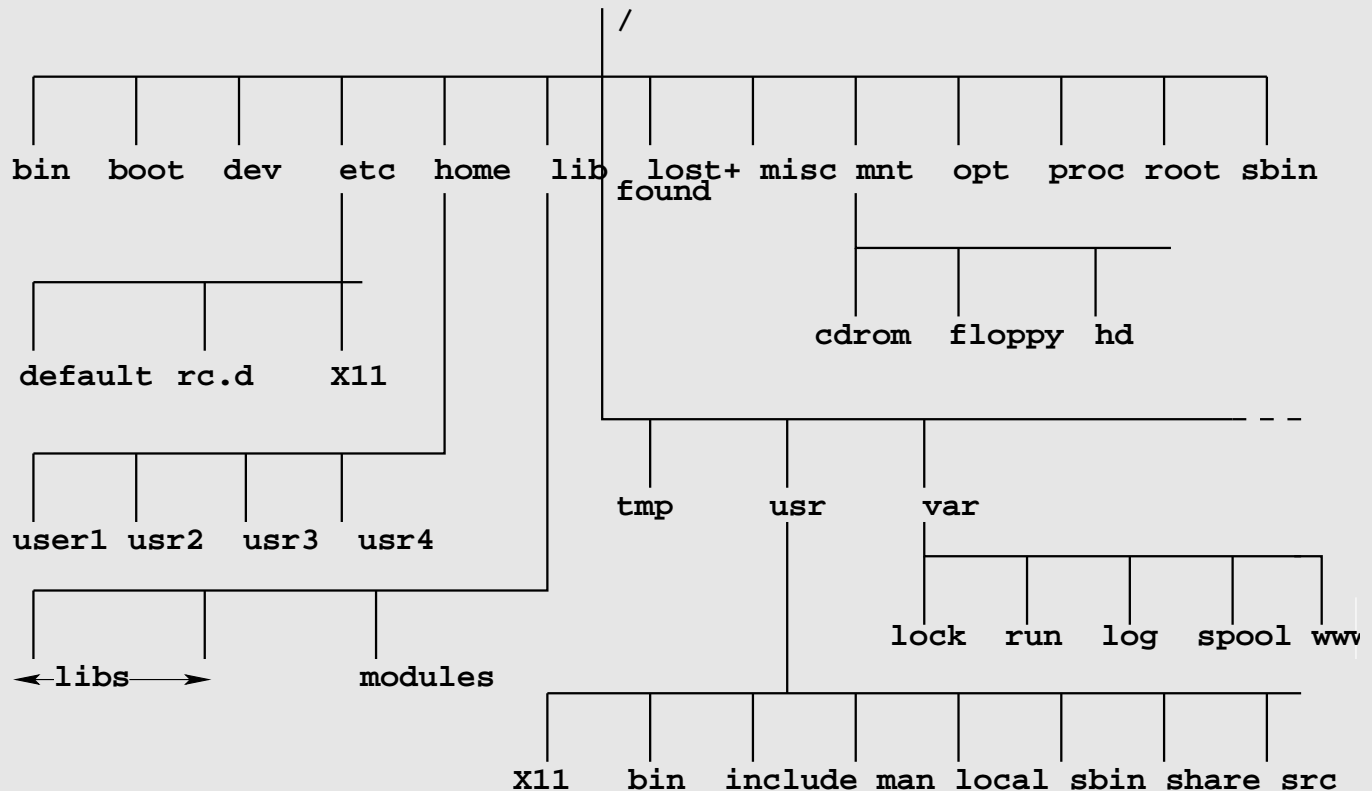 /
bin boot dev etc home lib lost+ misc mnt opt proc root sbin
found
cdrom floppy hd
default rc.d X11
tmp usr var
user1 usr2 usr3 usr4
lock run log spool www
libs modules
X11 bin include man local sbin share src